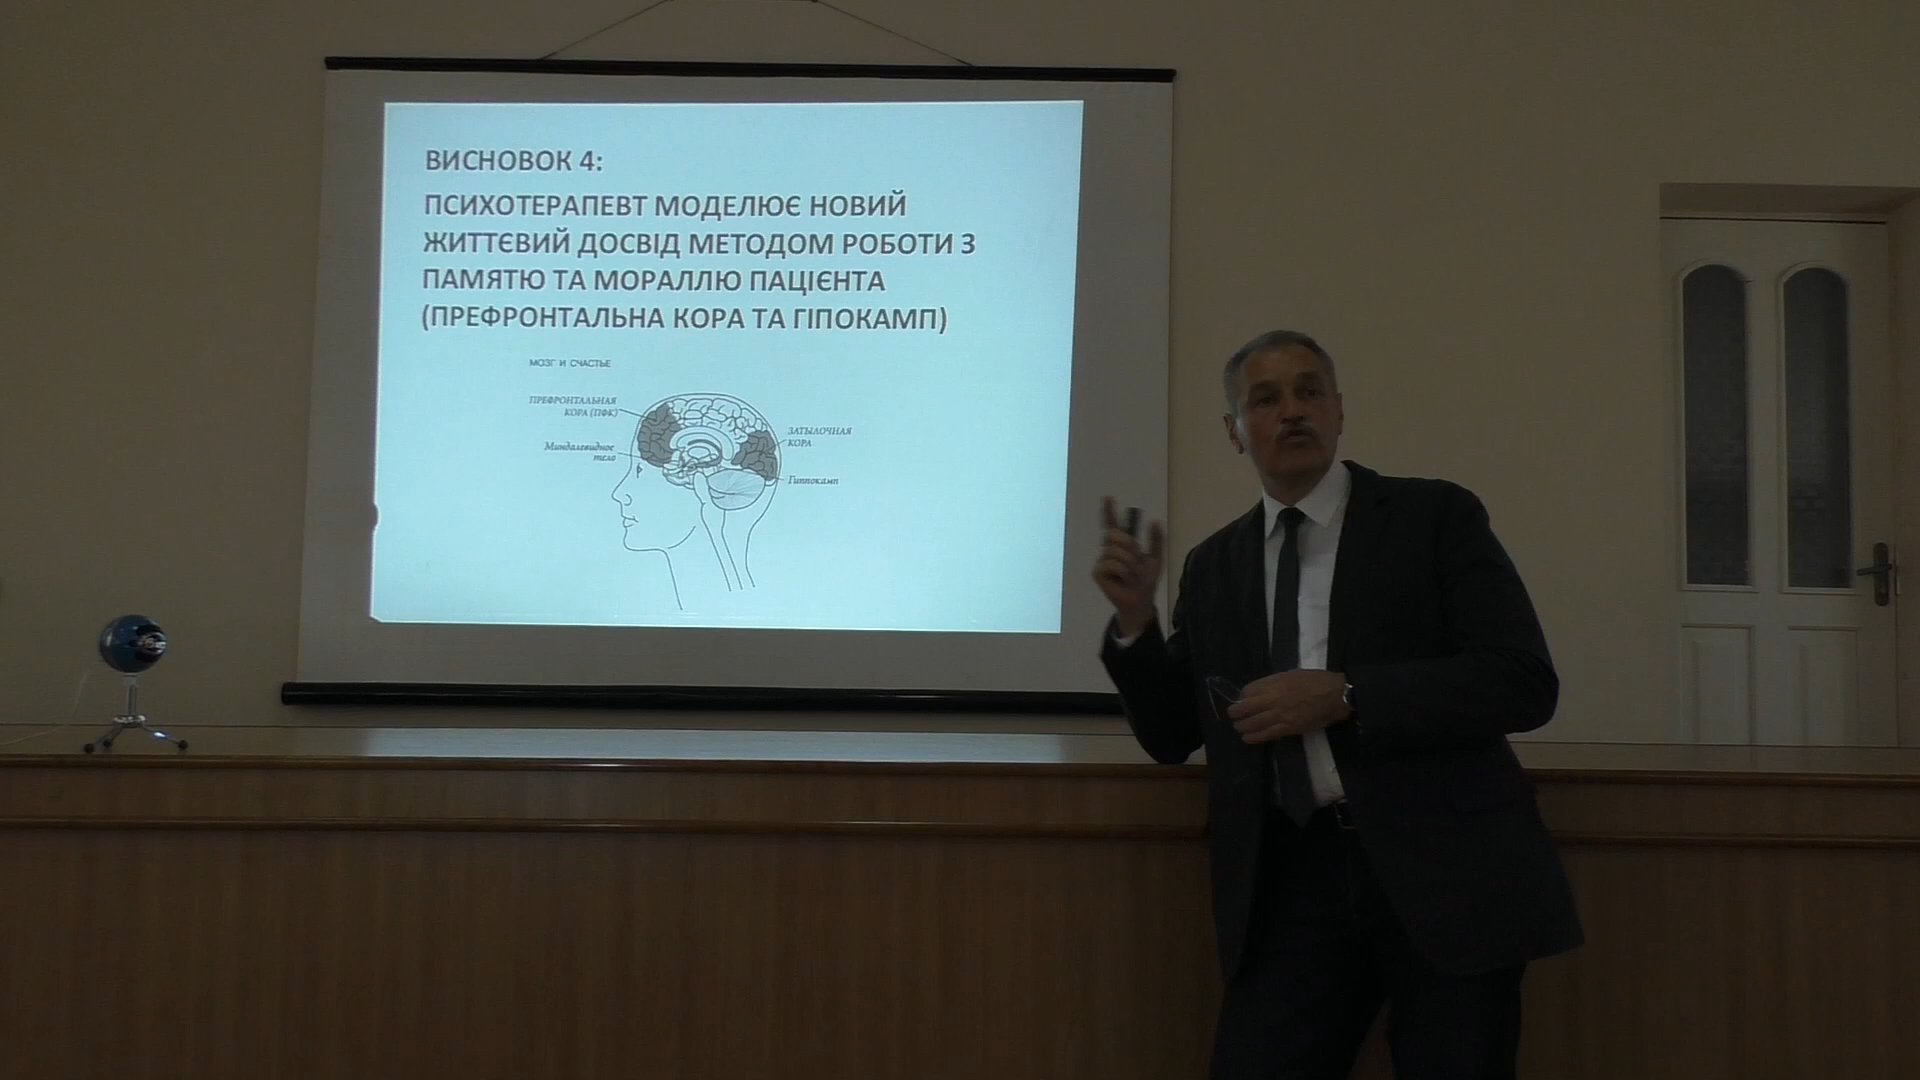 ВИСНОВОК 4:
ПСИХОТЕРАПЕВТ МОДЕЛЮЄ НОВИЙ
ЖИТТЄВИЙ ДОСВІД МЕТОДОМ РОБОТИ З
ПАМЯТЮ ТА МОРАЛЛЮ ПАЦІЄНТА
(ПРЕФРОНТАЛЬНА КОРА ТА ГІПОКАМП)
МОЗГ И СЧАСТЬЕ
ПРЕФРОНТАЛЬНАЯ
КОРА (ПФК)
Миндалевидное
тело
ЗАТЫЛОЧНАЯ
КОРА
Гиппокамп